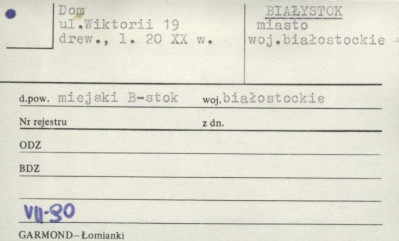 Dom
ul.Wiktorii 19
drew., l. 20 XX w.
BIAŁYSTOK
miasto
woj.białostockie
d.pow. miejski B-stok woj.białostockie
Nr rejestru z dn.
ODZ
BDZ
VII-90
GARMOND—Łomianki